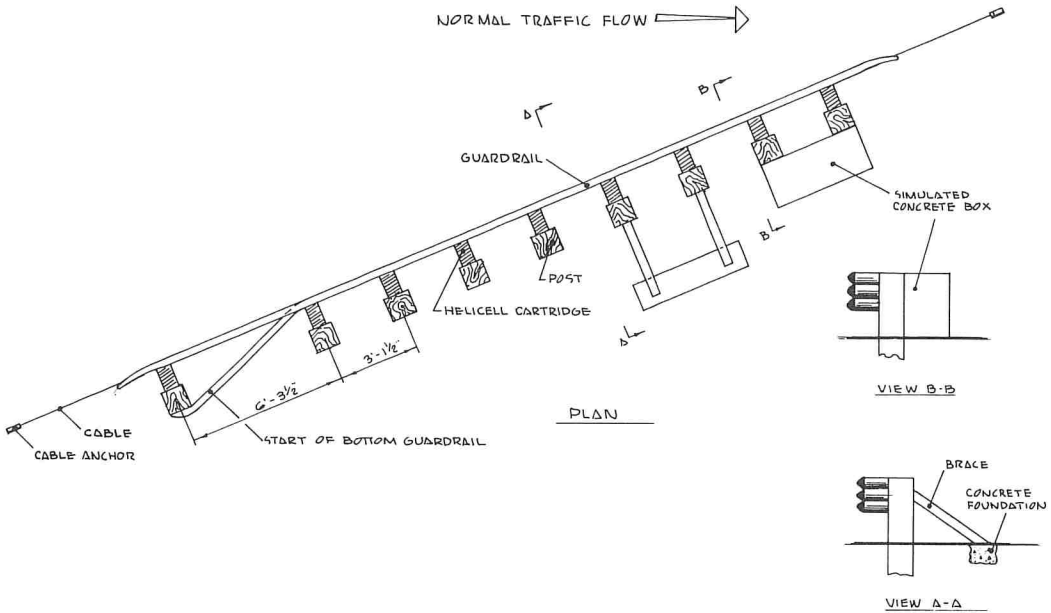 NORMAL TRAFFIC FLOW
B
A
GUARDRAIL
SIMULATED
CONCRETE BOX
B
POST
HELICELL CARTRIDGE
A
3'-1½"
6'-3½"
PLAN
VIEW B-B
CABLE
START OF BOTTOM GUARDRAIL
CABLE ANCHOR
BRACE
CONCRETE
FOUNDATION
VIEW A-A